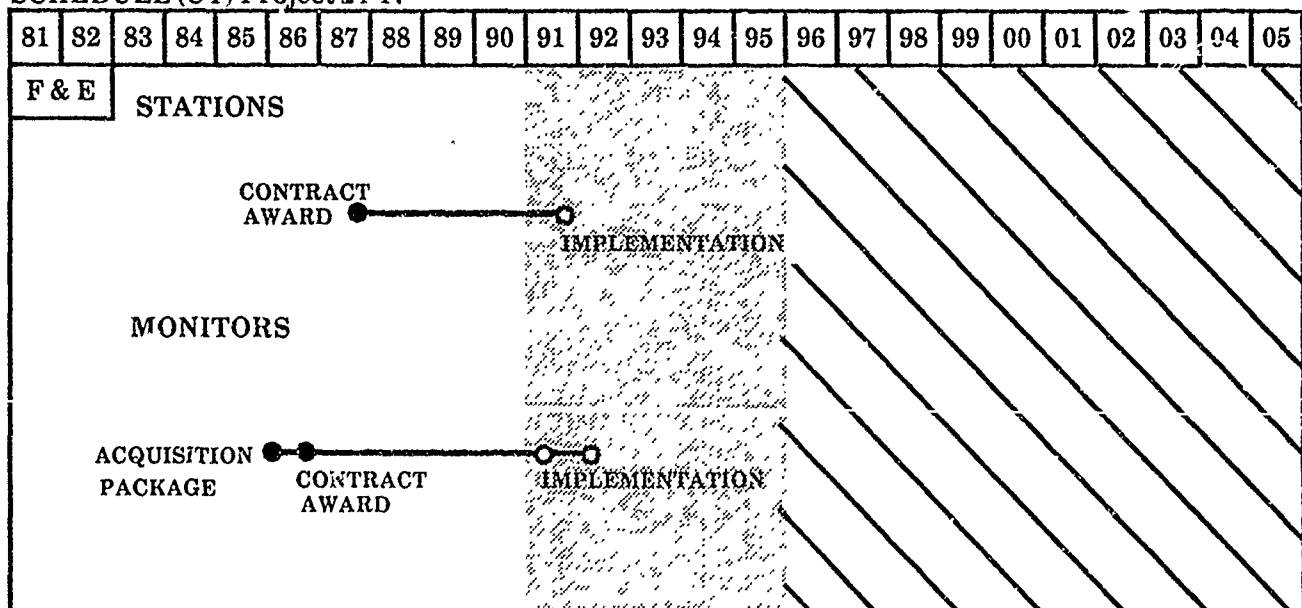 81 82 83 84 85 86 87 88 89 90 91 92 93 94 95 96 97 98 99 00 01 02 03 04 05
F & E
STATIONS
CONTRACT
AWARD
IMPLEMENTATION
MONITORS
ACQUISITION
PACKAGE
CONTRACT
AWARD
IMPLEMENTATION